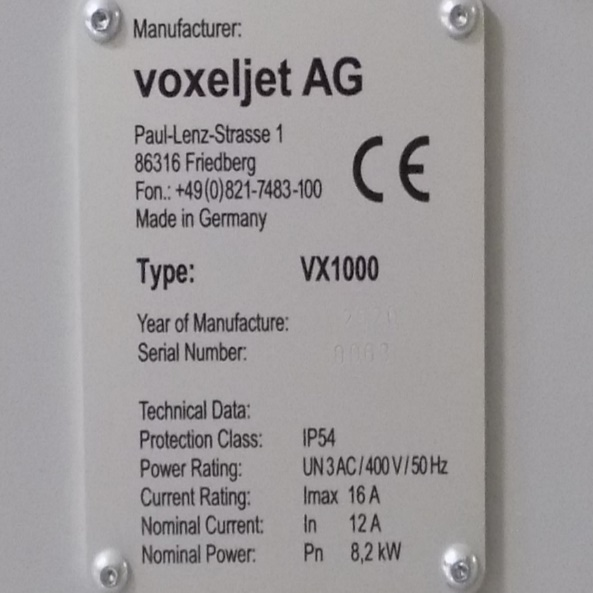 Manufacturer:
voxeljet AG
Paul-Lenz-Strasse 1
86316 Friedberg
Fon.: +49(0)821-7483-100
Made in Germany
CE
Type: VX1000
Year of Manufacture:
Serial Number:
Technical Data:
Protection Class: IP54
Power Rating: UN 3 AC / 400 V / 50 Hz
Current Rating: Imax 16 A
Nominal Current: In 12 A
Nominal Power: Pn 8,2 kW